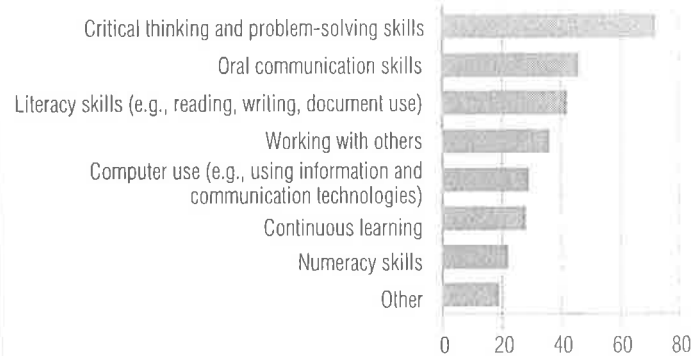 Critical thinking and problem-solving skills
Oral communication skills
Literacy skills (e.g., reading, writing, document use)
Working with others
Computer use (e.g., using information and
communication technologies)
Continuous learning
Numeracy skills
Other
0 20 40 60 80